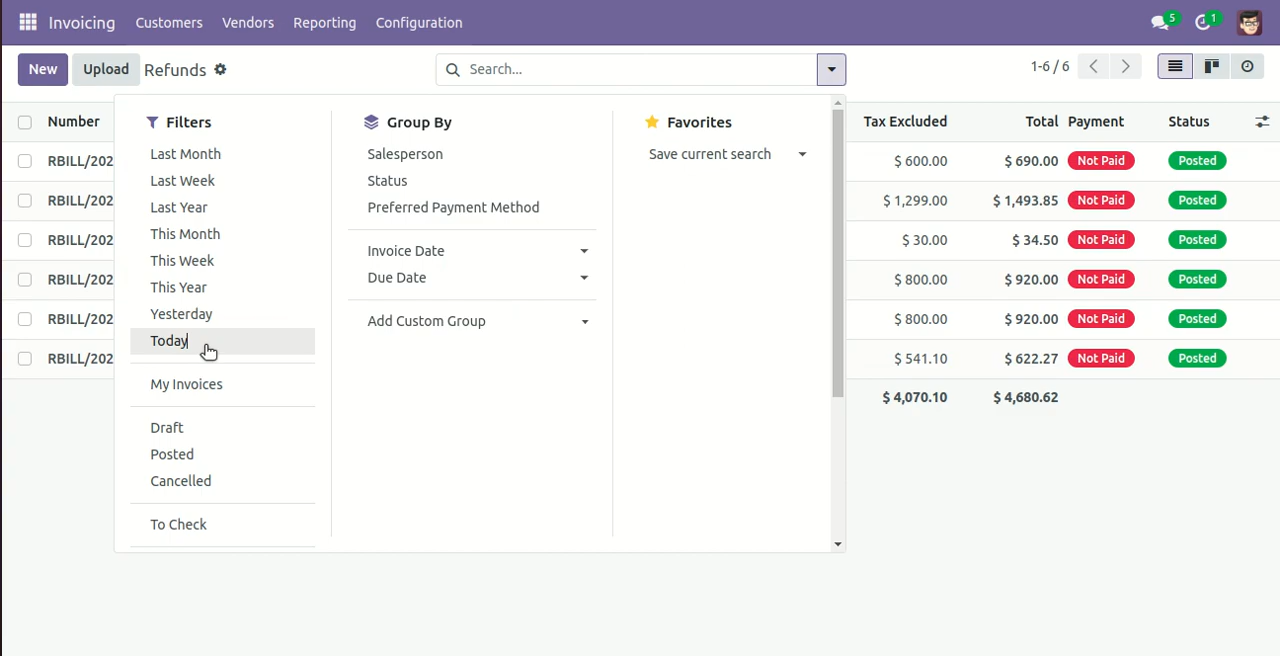 Invoicing Customers Vendors Reporting Configuration 5 1
New Upload Refunds Search... 1-6 / 6
Number Tax Excluded Total Payment Status
RBILL/202 $ 600.00 $ 690.00 Not Paid Posted
RBILL/202 $ 1,299.00 $ 1,493.85 Not Paid Posted
RBILL/202 $ 30.00 $ 34.50 Not Paid Posted
RBILL/202 $ 800.00 $ 920.00 Not Paid Posted
RBILL/202 $ 800.00 $ 920.00 Not Paid Posted
RBILL/202 $ 541.10 $ 622.27 Not Paid Posted
$ 4,070.10 $ 4,680.62
Filters
Last Month
Last Week
Last Year
This Month
This Week
This Year
Yesterday
Today
My Invoices
Draft
Posted
Cancelled
To Check
Group By
Salesperson
Status
Preferred Payment Method
Invoice Date
Due Date
Add Custom Group
Favorites
Save current search